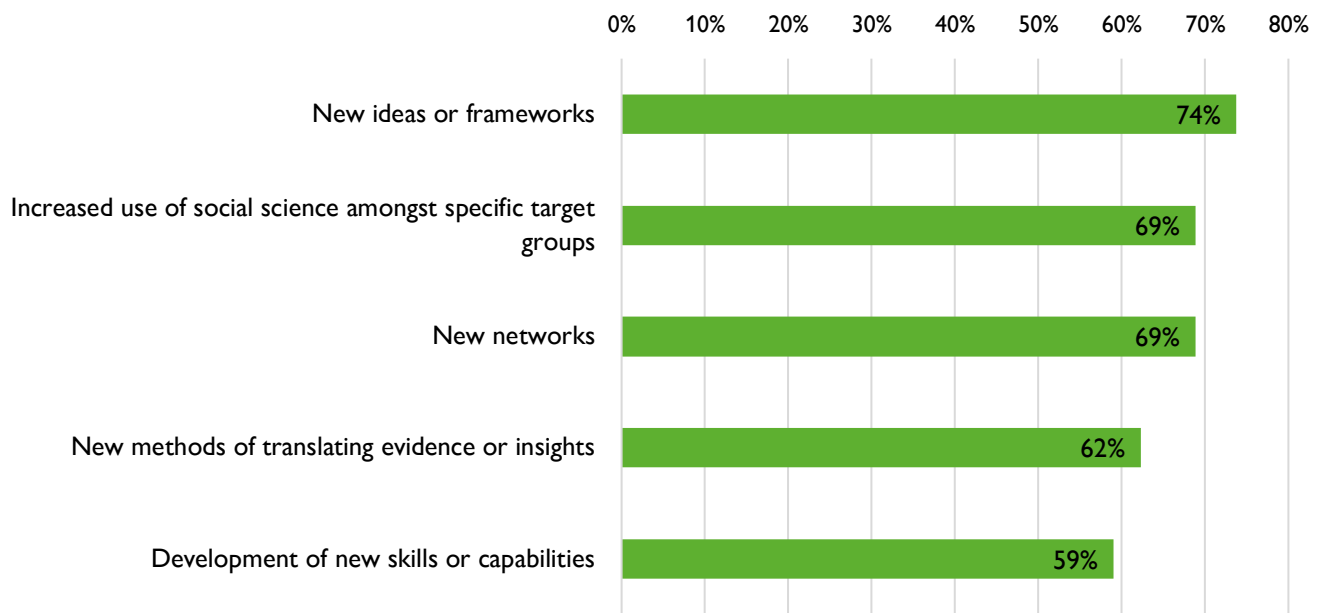 0% 10% 20% 30% 40% 50% 60% 70% 80%
New ideas or frameworks 74%
Increased use of social science amongst specific target
groups 69%
New networks 69%
New methods of translating evidence or insights 62%
Development of new skills or capabilities 59%